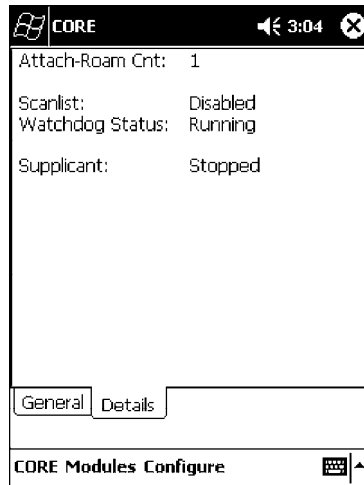 CORE 3:04
Attach-Roam Cnt: 1
Scanlist: Disabled
Watchdog Status: Running
Supplicant: Stopped
General Details
CORE Modules Configure